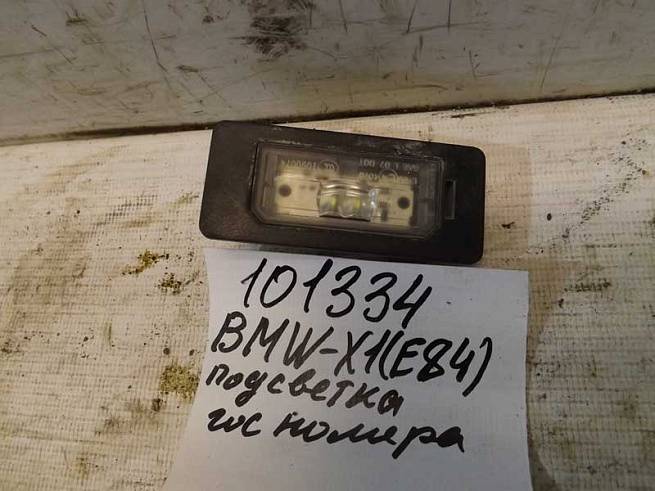 101334
BMW-X1(E84)
подсветка
гос номера